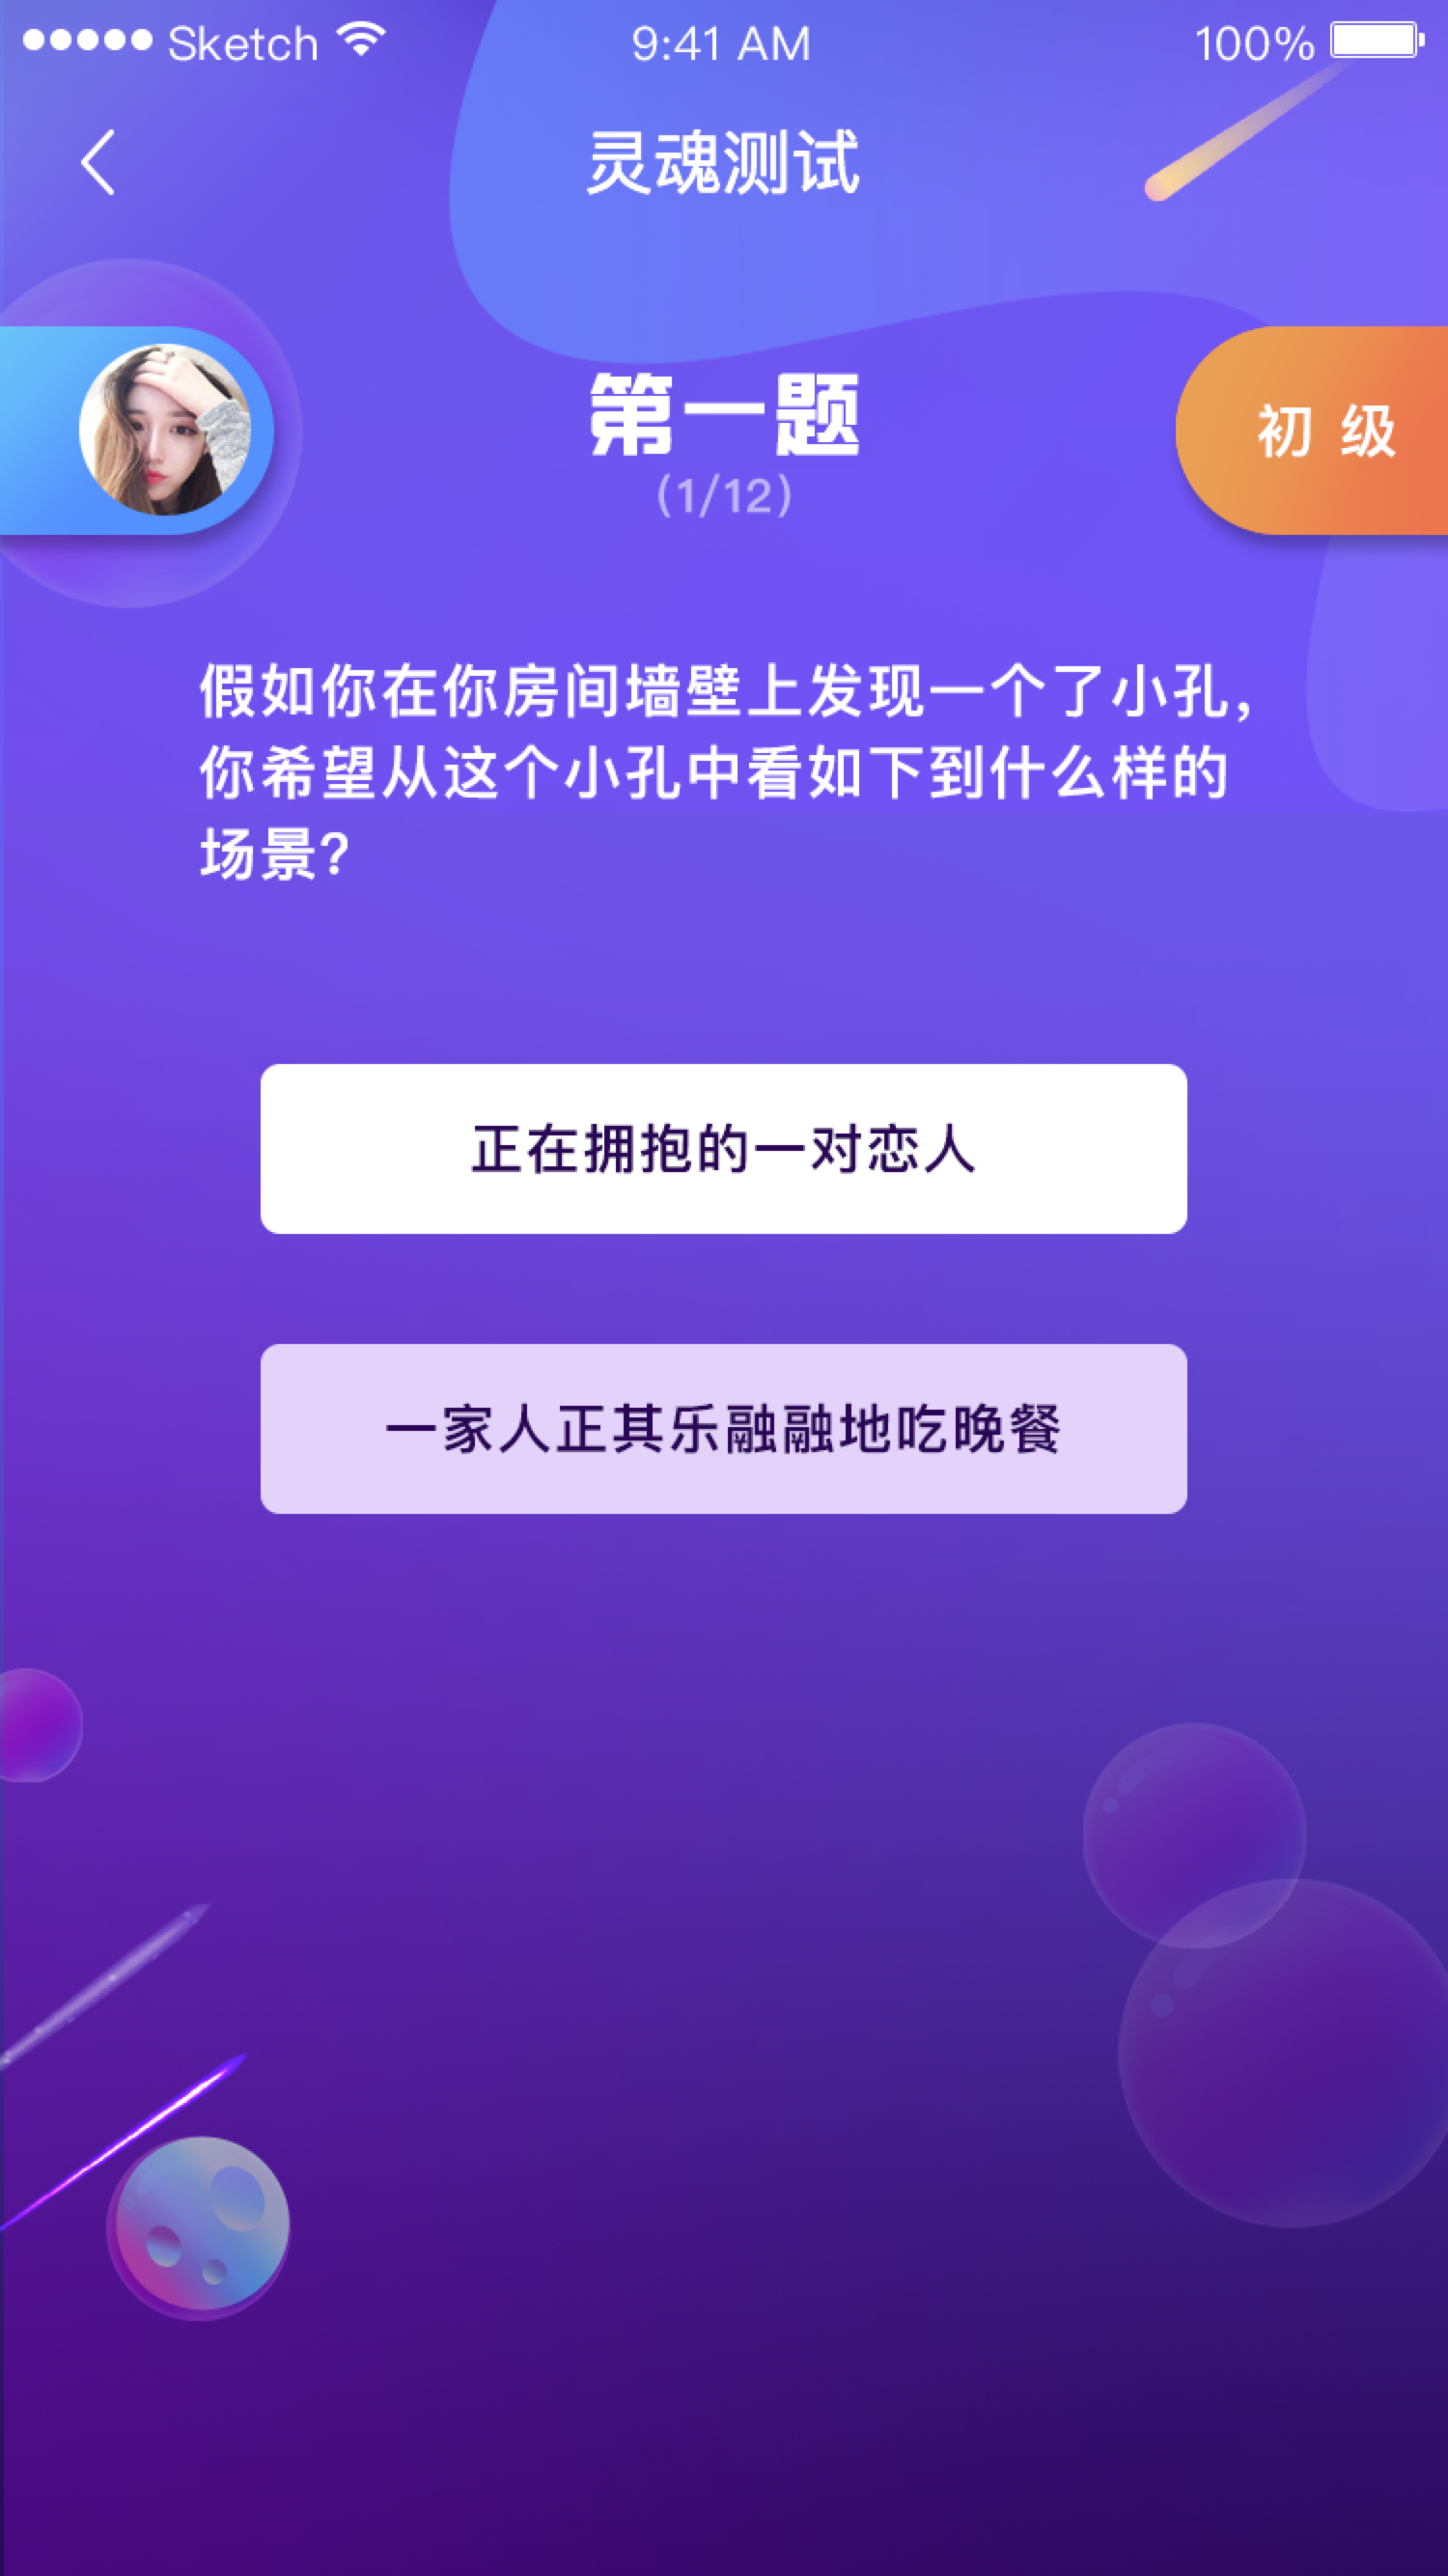 Sketch 9:41 AM 100%
灵魂测试
第一题
(1/12)
初 级
假如你在你房间墙壁上发现一个了小孔，
你希望从这个小孔中看如下到什么样的
场景？
正在拥抱的一对恋人
一家人正其乐融融地吃晚餐